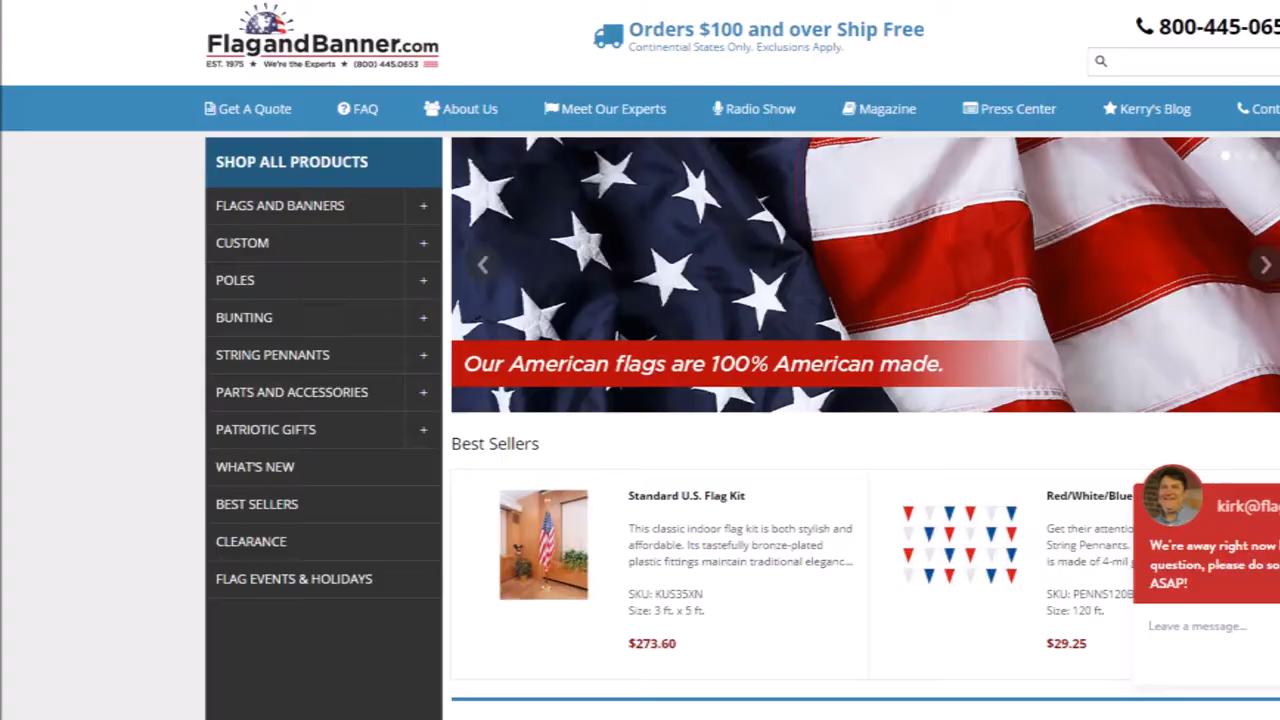 FlagandBanner.com
EST. 1975 ★ We're the Experts ★ (800) 445.0653
Orders $100 and over Ship Free
Continental States Only. Exclusions Apply.
800-445-065
Get A Quote
FAQ
About Us
Meet Our Experts
Radio Show
Magazine
Press Center
Kerry's Blog
SHOP ALL PRODUCTS
FLAGS AND BANNERS +
CUSTOM +
POLES +
BUNTING +
STRING PENNANTS +
PARTS AND ACCESSORIES +
PATRIOTIC GIFTS +
WHAT'S NEW
BEST SELLERS
CLEARANCE
FLAG EVENTS & HOLIDAYS
Our American flags are 100% American made.
Best Sellers
Standard U.S. Flag Kit
This classic indoor flag kit is both stylish and
affordable. Its tastefully bronze-plated
plastic fittings maintain traditional eleganc...
SKU: KUS35XN
Size: 3 ft. x 5 ft.
$273.60
Red/White/Blue
Get their attentio
String Pennants.
is made of 4-mil
SKU: PENNS120B
Size: 120 ft.
$29.25
kirk@fla
We're away right now
question, please do so
ASAP!
Leave a message...